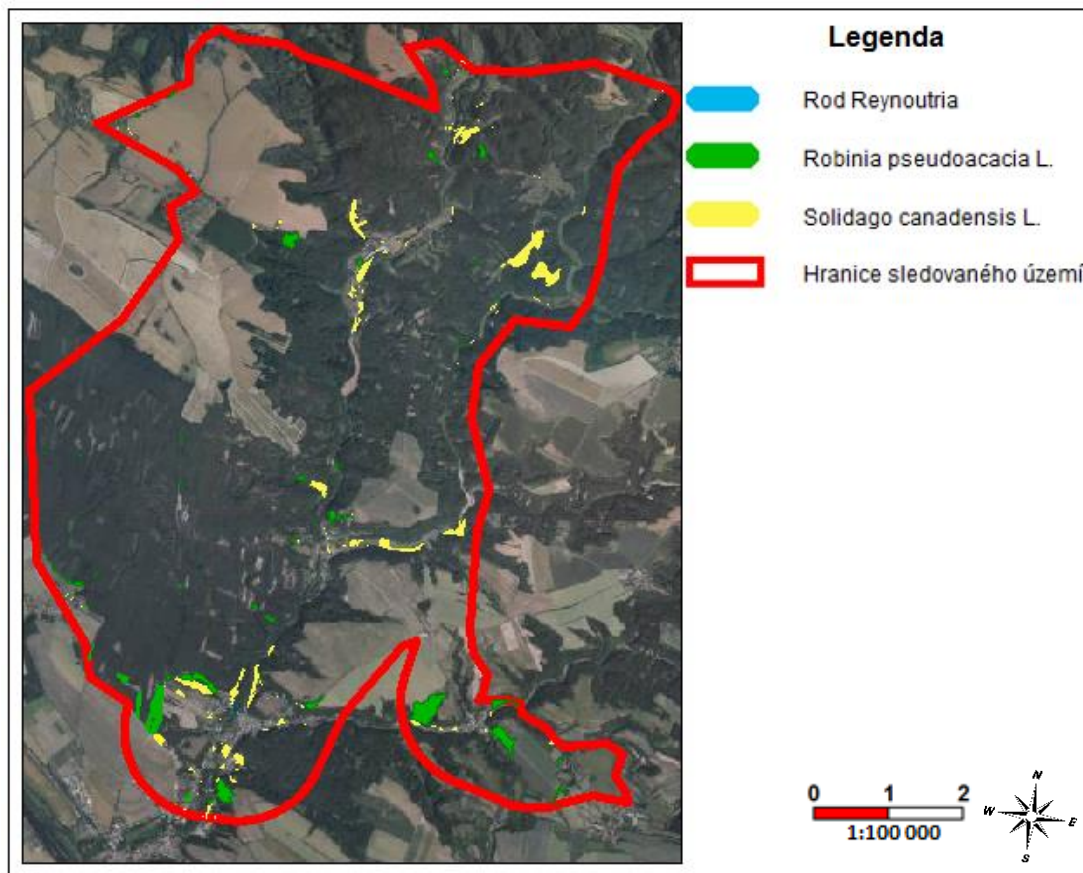 Legenda
Rod Reynoutria
Robinia pseudoacacia L.
Solidago canadensis L.
Hranice sledovaného území
0 1 2
1:100 000
N
W E
S